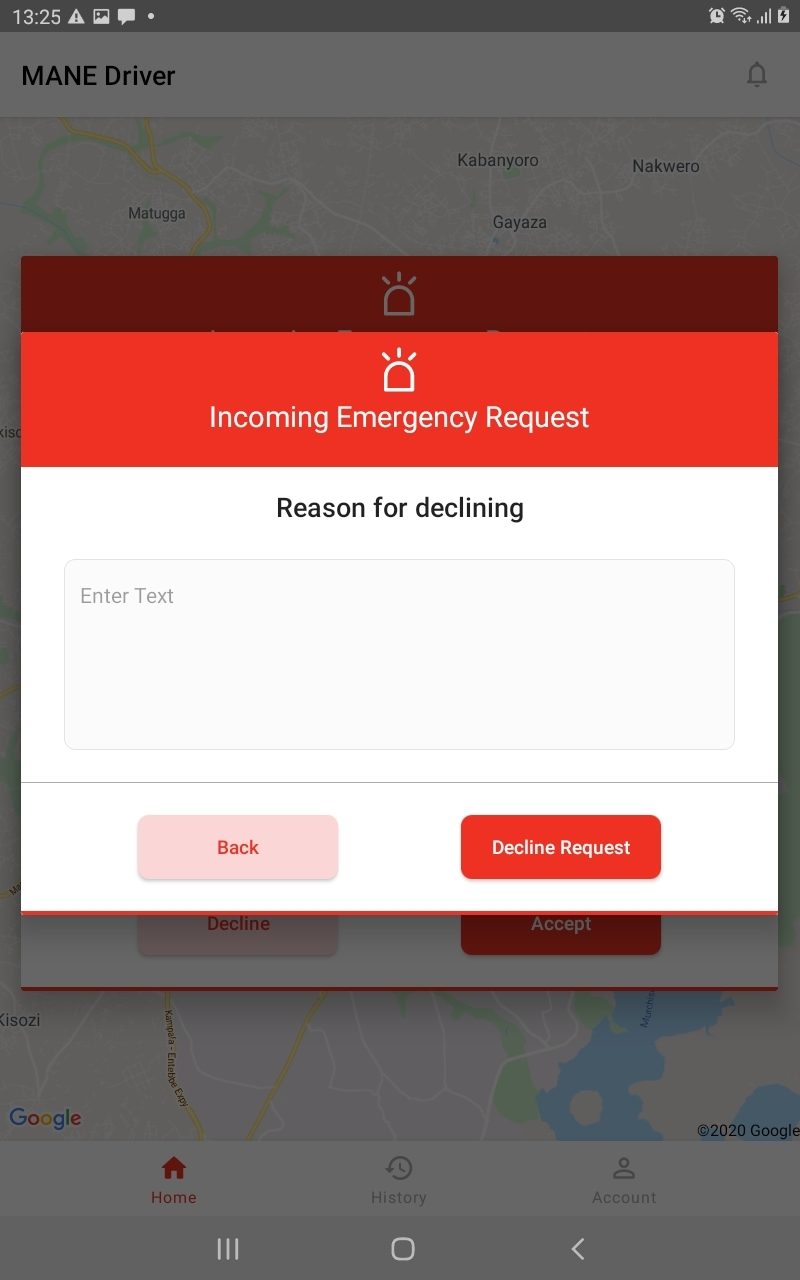 13:25
MANE Driver
Kabanyoro
Nakwero
Matugga
Gayaza
Incoming Emergency Request
Reason for declining
Enter Text
Back
Decline Request
Decline
Accept
Kisozi
Kampala - Entebbe Expy
Google
©2020 Google
Home
History
Account